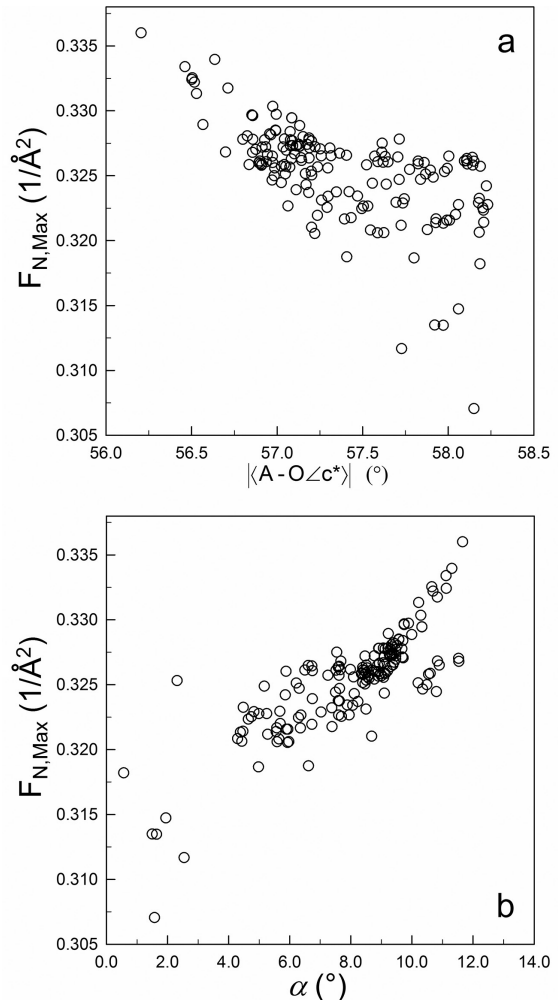 a
0.335
0.330
0.325
0.320
0.315
0.310
0.305
F_N,Max (1/Å²)
56.0 56.5 57.0 57.5 58.0 58.5
|⟨A - O∠c*⟩| (°)
b
0.335
0.330
0.325
0.320
0.315
0.310
0.305
F_N,Max (1/Å²)
0.0 2.0 4.0 6.0 8.0 10.0 12.0 14.0
α (°)